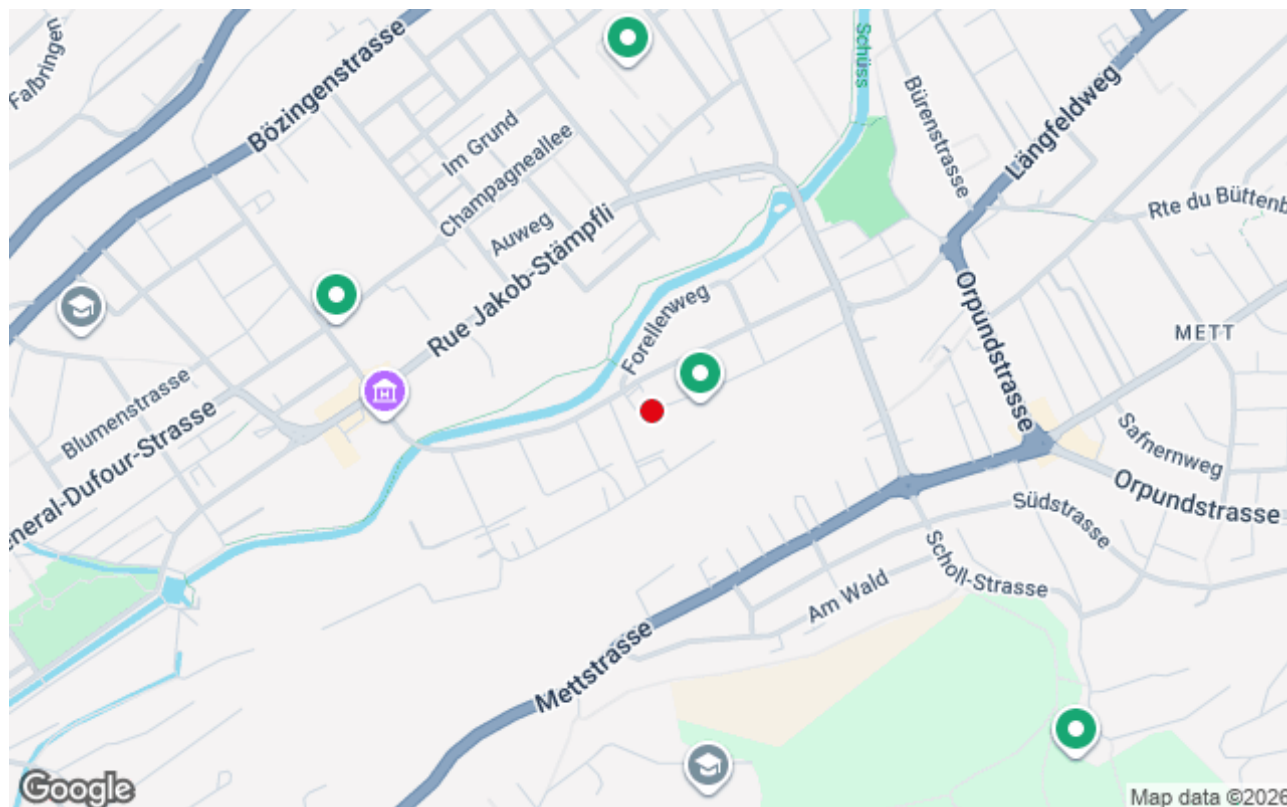 Falbringen
Bözingenstrasse
Schüss
Bürenstrasse
Längfeldweg
Im Grund
Champagneallee
Auweg
Rte du Büttenb
Rue Jakob-Stämpfli
Orpundstrasse
Forellenweg
METT
Blumenstrasse
eneral-Dufour-Strasse
Safnernweg
Orpundstrasse
Südstrasse
Scholl-Strasse
Am Wald
Mettstrasse
Google
Map data ©2026